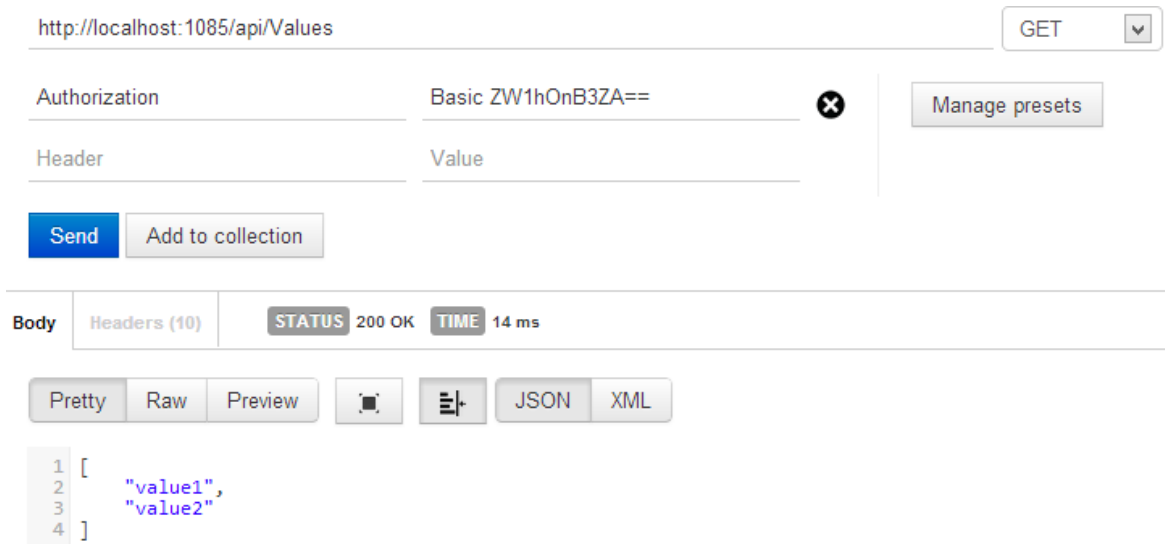 http://localhost:1085/api/Values GET
Authorization Basic ZW1hOnB3ZA== Manage presets
Header Value
Send Add to collection
Body Headers (10) STATUS 200 OK TIME 14 ms
Pretty Raw Preview JSON XML
1 [
2 "value1",
3 "value2"
4 ]